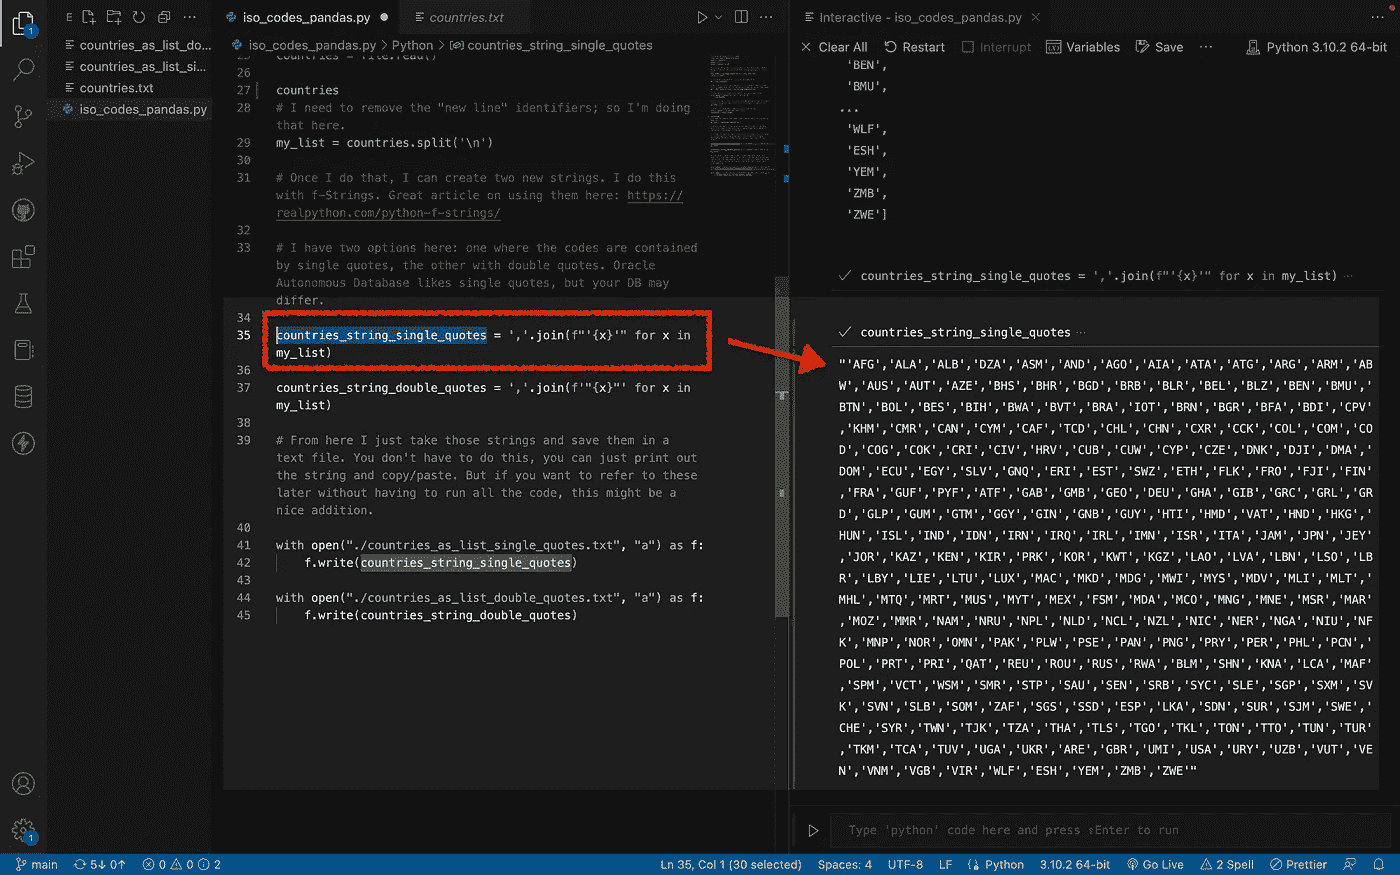 iso_codes_pandas.py
countries.txt
Interactive - iso_codes_pandas.py
E
countries_as_list_do...
countries_as_list_si...
countries.txt
iso_codes_pandas.py
iso_codes_pandas.py > Python > countries_string_single_quotes
Clear All Restart Interrupt Variables Save ... Python 3.10.2 64-bit
25 countries = file.read()
26
27 countries
28 # I need to remove the "new line" identifiers; so I'm doing
that here.
29 my_list = countries.split('\n')
30
31 # Once I do that, I can create two new strings. I do this
with f-Strings. Great article on using them here: https://
realpython.com/python-f-strings/
32
33 # I have two options here: one where the codes are contained
by single quotes, the other with double quotes. Oracle
Autonomous Database likes single quotes, but your DB may
differ.
34
35 countries_string_single_quotes = ','.join(f"'{x}'" for x in
my_list)
36
37 countries_string_double_quotes = ','.join(f'"{x}"' for x in
my_list)
38
39 # From here I just take those strings and save them in a
text file. You don't have to do this, you can just print out
the string and copy/paste. But if you want to refer to these
later without having to run all the code, this might be a
nice addition.
40
41 with open("./countries_as_list_single_quotes.txt", "a") as f:
42 f.write(countries_string_single_quotes)
43
44 with open("./countries_as_list_double_quotes.txt", "a") as f:
45 f.write(countries_string_double_quotes)
'BEN',
'BMU',
...
'WLF',
'ESH',
'YEM',
'ZMB',
'ZWE']
countries_string_single_quotes = ','.join(f"'{x}'" for x in my_list) ...
countries_string_single_quotes ...
"'AFG','ALA','ALB','DZA','ASM','AND','AGO','AIA','ATA','ATG','ARG','ARM','AB
W','AUS','AUT','AZE','BHS','BHR','BGD','BRB','BLR','BEL','BLZ','BEN','BMU','
BTN','BOL','BES','BIH','BWA','BVT','BRA','IOT','BRN','BGR','BFA','BDI','CPV'
,'KHM','CMR','CAN','CYM','CAF','TCD','CHL','CHN','CXR','CCK','COL','COM','CO
D','COG','COK','CRI','CIV','HRV','CUB','CUW','CYP','CZE','DNK','DJI','DMA','
DOM','ECU','EGY','SLV','GNQ','ERI','EST','SWZ','ETH','FLK','FRO','FJI','FIN'
,'FRA','GUF','PYF','ATF','GAB','GMB','GEO','DEU','GHA','GIB','GRC','GRL','GR
D','GLP','GUM','GTM','GGY','GIN','GNB','GUY','HTI','HMD','VAT','HND','HKG','
HUN','ISL','IND','IDN','IRN','IRQ','IRL','IMN','ISR','ITA','JAM','JPN','JEY'
,'JOR','KAZ','KEN','KIR','PRK','KOR','KWT','KGZ','LAO','LVA','LBN','LSO','LB
R','LBY','LIE','LTU','LUX','MAC','MKD','MDG','MWI','MYS','MDV','MLI','MLT','
MHL','MTQ','MRT','MUS','MYT','MEX','FSM','MDA','MCO','MNG','MNE','MSR','MAR'
,'MOZ','MMR','NAM','NRU','NPL','NLD','NCL','NZL','NIC','NER','NGA','NIU','NF
K','MNP','NOR','OMN','PAK','PLW','PSE','PAN','PNG','PRY','PER','PHL','PCN','
POL','PRT','PRI','QAT','REU','ROU','RUS','RWA','BLM','SHN','KNA','LCA','MAF'
,'SPM','VCT','WSM','SMR','STP','SAU','SEN','SRB','SYC','SLE','SGP','SXM','SV
K','SVN','SLB','SOM','ZAF','SGS','SSD','ESP','LKA','SDN','SUR','SJM','SWE','
CHE','SYR','TWN','TJK','TZA','THA','TLS','TGO','TKL','TON','TTO','TUN','TUR'
,'TKM','TCA','TUV','UGA','UKR','ARE','GBR','UMI','USA','URY','UZB','VUT','VE
N','VNM','VGB','VIR','WLF','ESH','YEM','ZMB','ZWE'"
Type 'python' code here and press ⇧Enter to run
1
1
main 5↓ 0↑ 0 0 2 Ln 35, Col 1 (30 selected) Spaces: 4 UTF-8 LF Python 3.10.2 64-bit Go Live 2 Spell Prettier